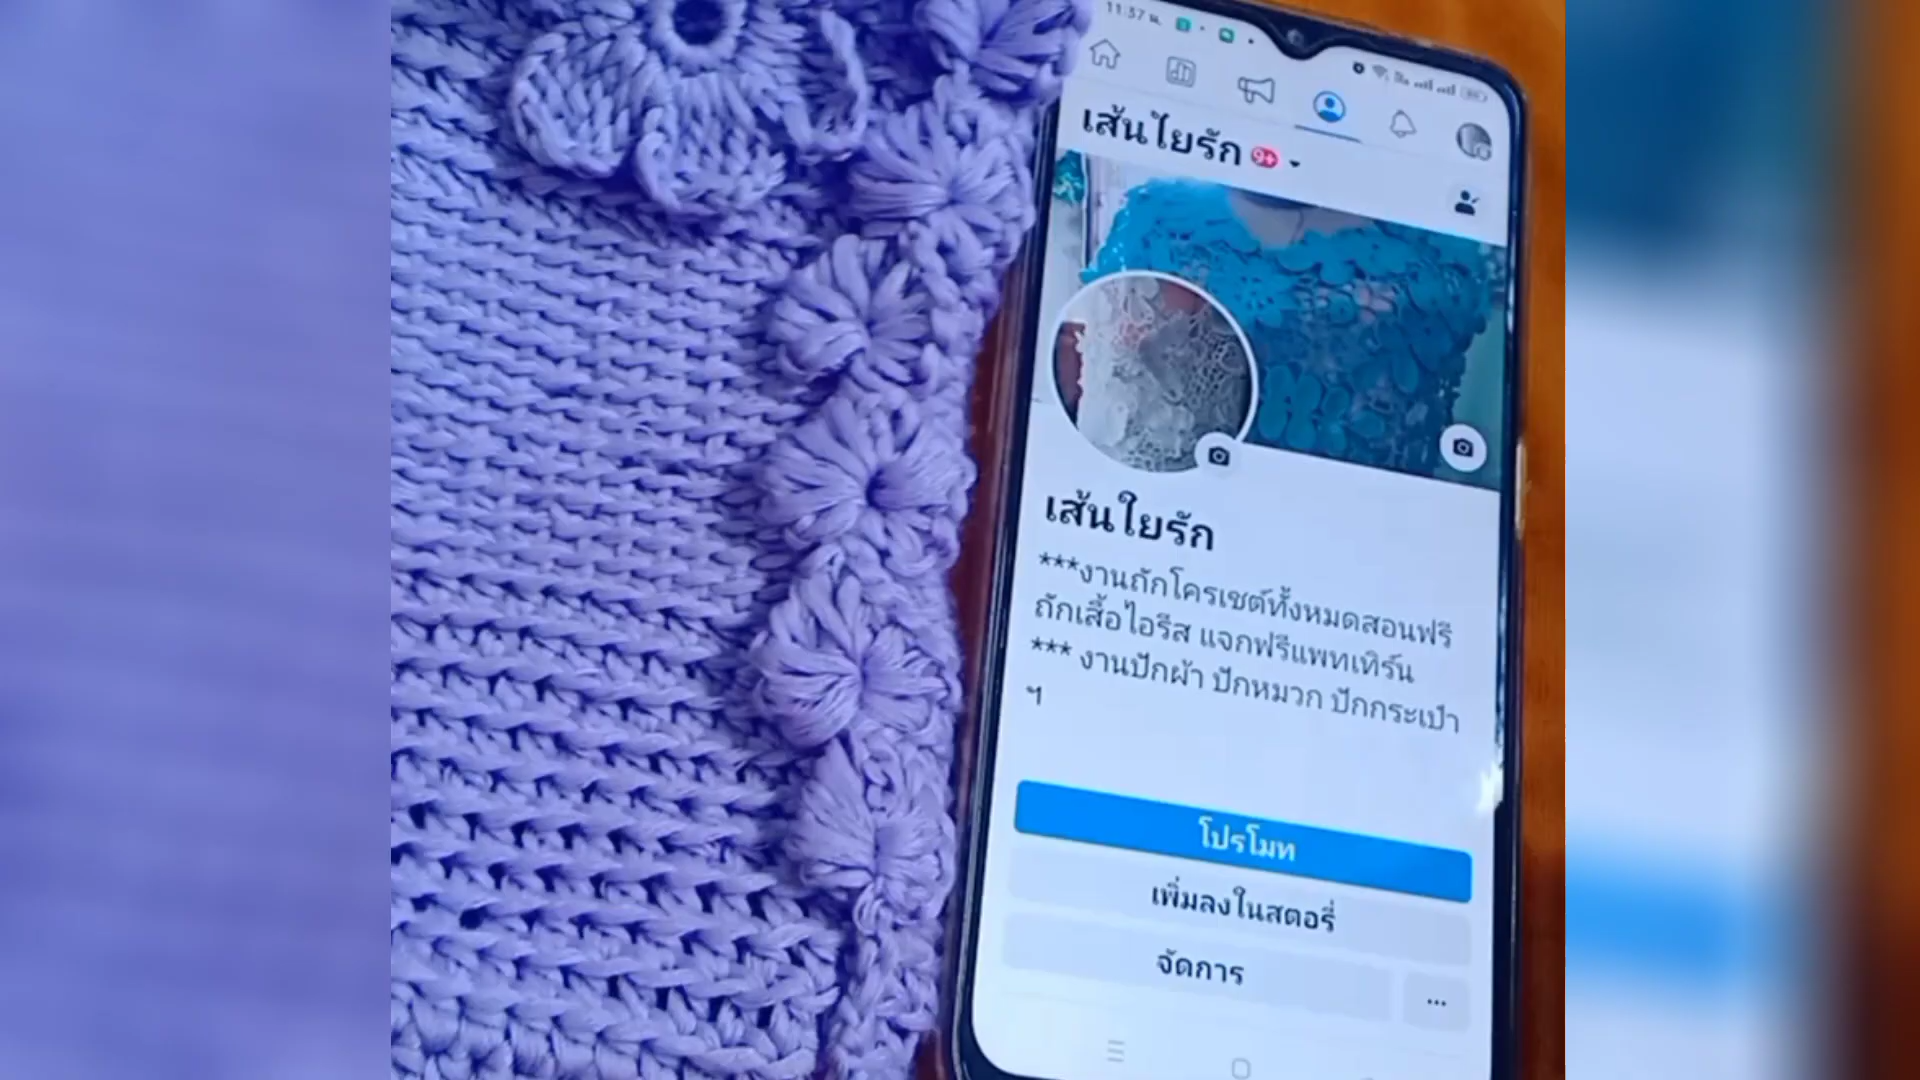 11:37 น.
เส้นใยรัก 9+
เส้นใยรัก
***งานถักโครเชต์ทั้งหมดสอนฟรี
ถักเสื้อไอรีส แจกฟรีแพทเทิร์น
*** งานปักผ้า ปักหมวก ปักกระเป๋า
ฯ
โปรโมท
เพิ่มลงในสตอรี่
จัดการ
...